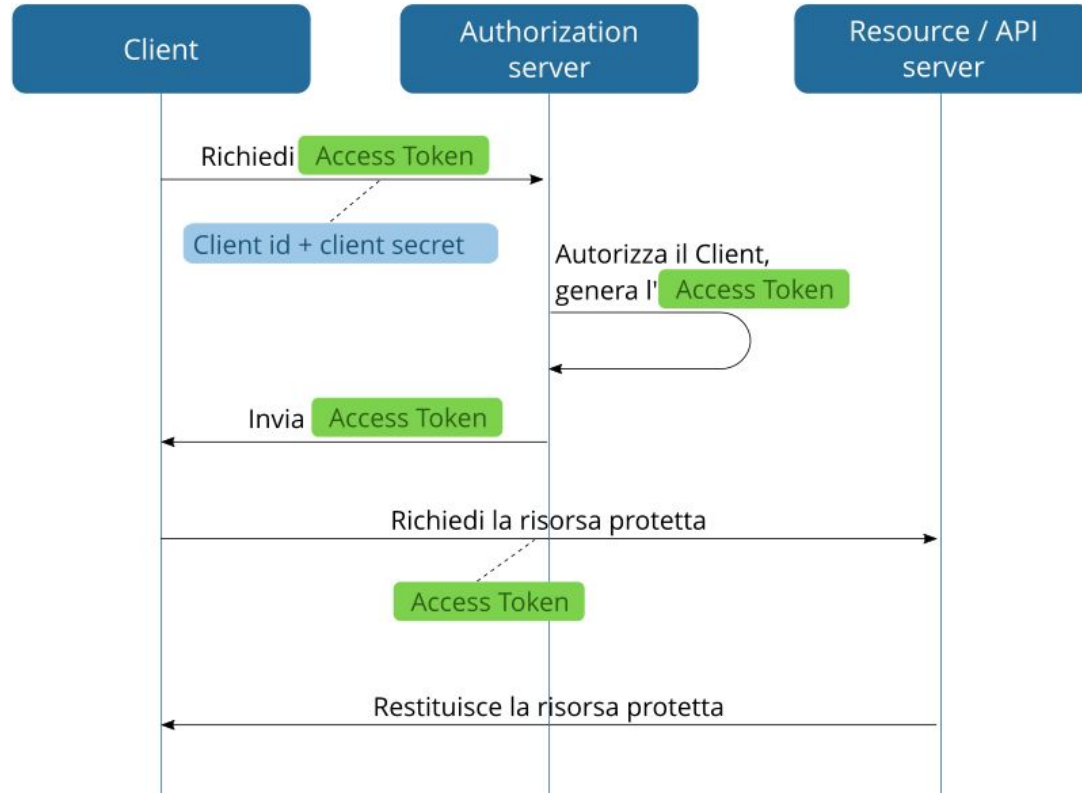 Client
Authorization
server
Resource / API
server
Richiedi Access Token
Client id + client secret
Autorizza il Client,
genera l' Access Token
Invia Access Token
Richiedi la risorsa protetta
Access Token
Restituisce la risorsa protetta